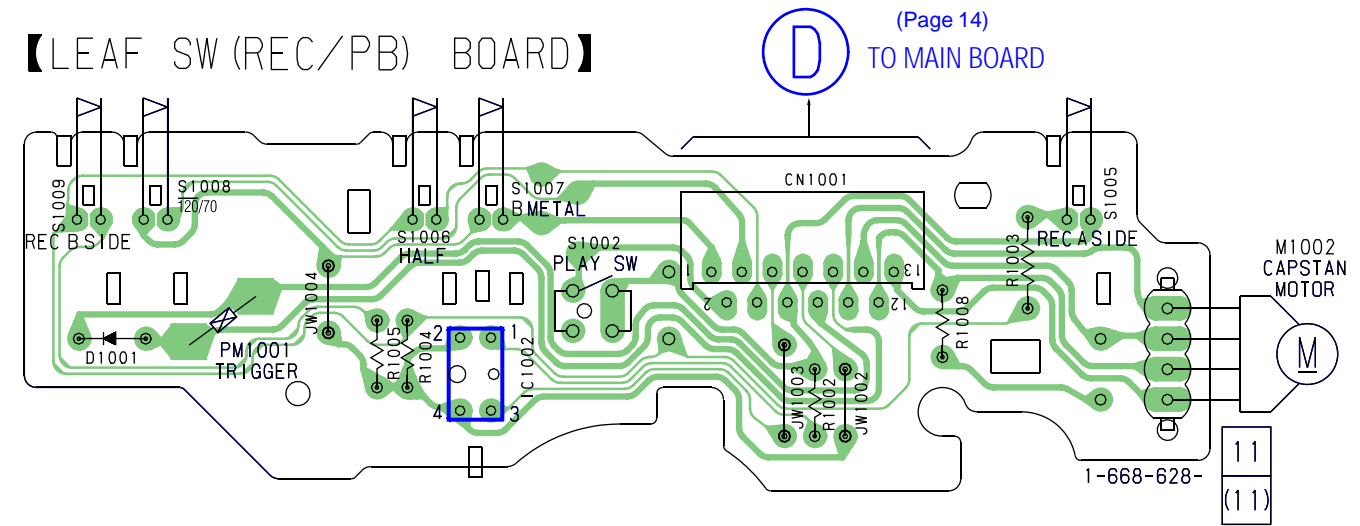 (Page 14)
【LEAF SW (REC/PB) BOARD】
D
TO MAIN BOARD
S1009
S1008
120/70
REC B SIDE
S1006
HALF
S1007
B METAL
S1002
PLAY SW
CN1001
1
13
2
12
S1005
REC A SIDE
R1003
M1002
CAPSTAN
MOTOR
M
JW1004
D1001
PM1001
TRIGGER
R1005
R1004
2
1
4
3
IC1002
R1008
JW1003
R1002
JW1002
1-668-628-
11
(11)